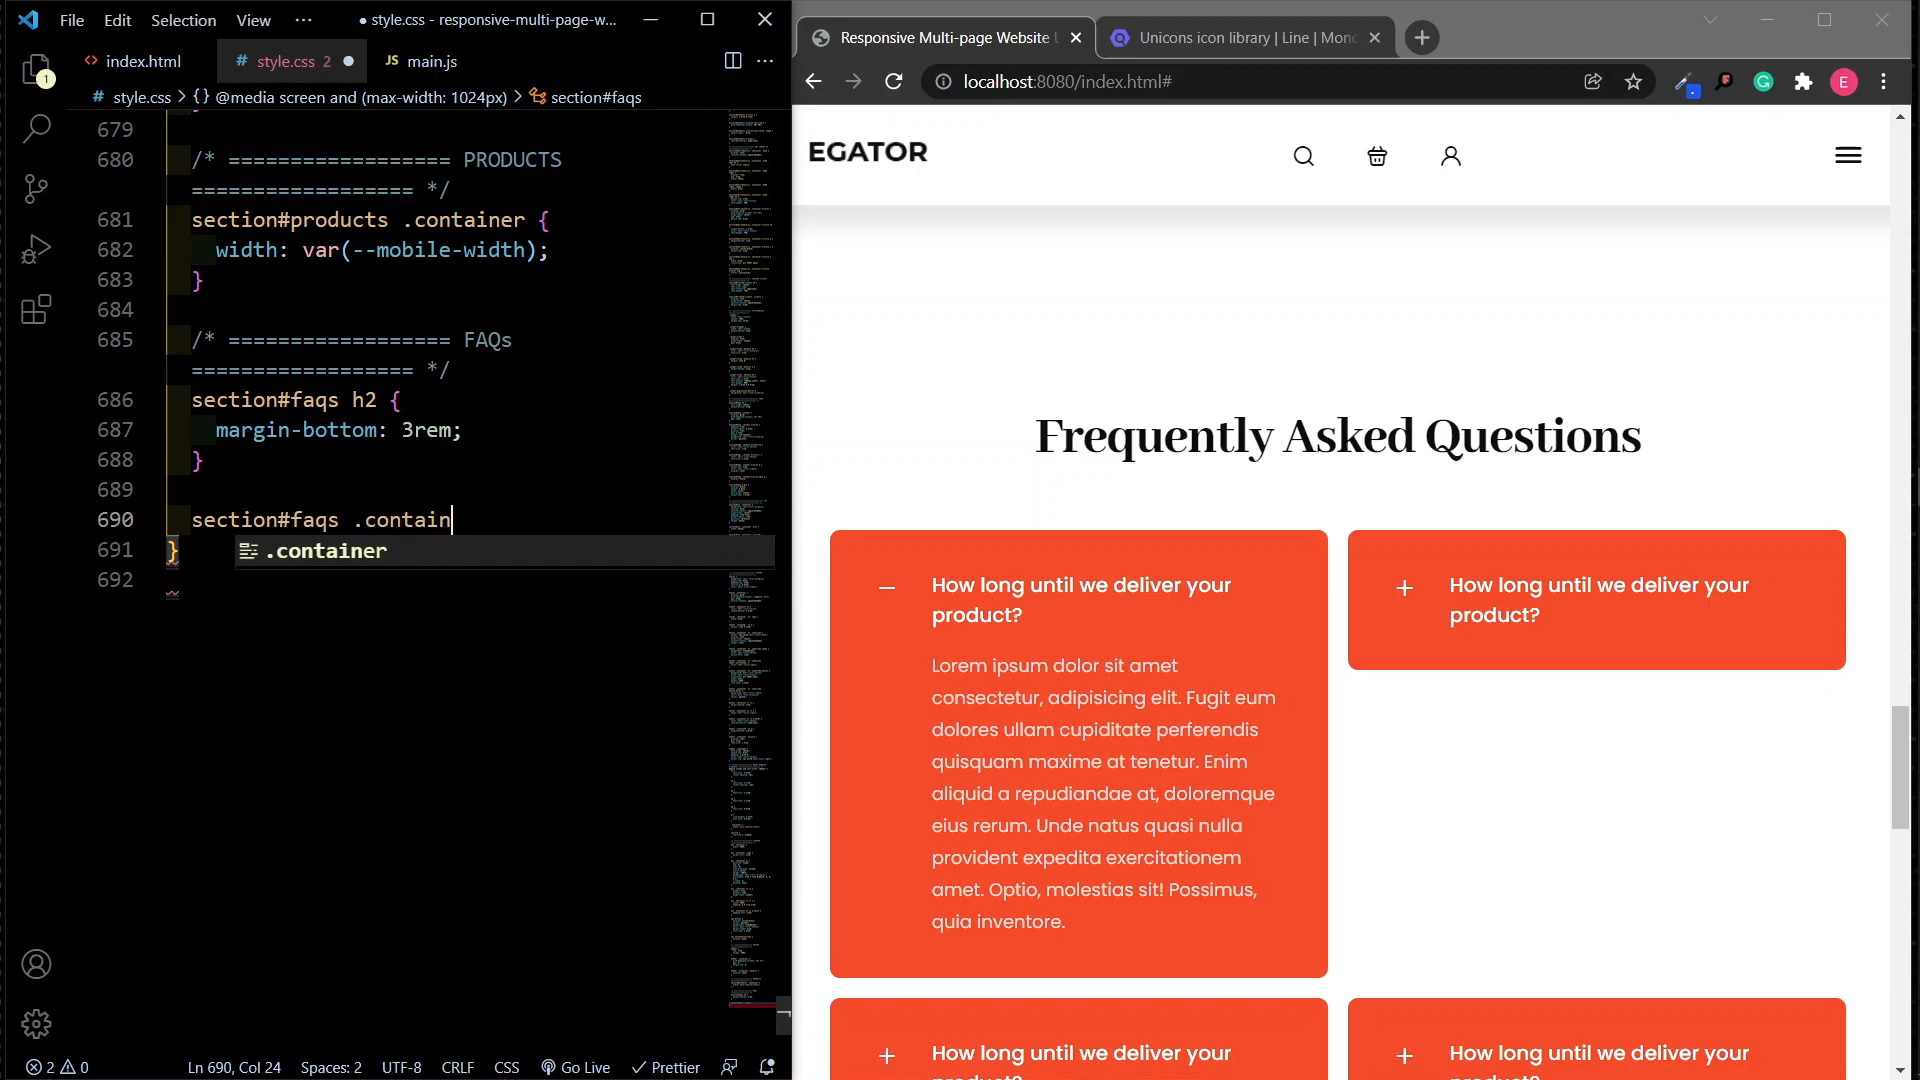 File Edit Selection View ··· ● style.css - responsive-multi-page-w...
index.html # style.css 2 JS main.js
# style.css > {} @media screen and (max-width: 1024px) > section#faqs
679
680 /* ================== PRODUCTS
================== */
681 section#products .container {
682 width: var(--mobile-width);
683 }
684
685 /* ================== FAQs
================== */
686 section#faqs h2 {
687 margin-bottom: 3rem;
688 }
689
690 section#faqs .contain
691 }
.container
692
1
2 0 Ln 690, Col 24 Spaces: 2 UTF-8 CRLF CSS Go Live Prettier
Responsive Multi-page Website U
Unicons icon library | Line | Mono
localhost:8080/index.html#
E
EGATOR
Frequently Asked Questions
How long until we deliver your
product?
Lorem ipsum dolor sit amet
consectetur, adipisicing elit. Fugit eum
dolores ullam cupiditate perferendis
quisquam maxime at tenetur. Enim
aliquid a repudiandae at, doloremque
eius rerum. Unde natus quasi nulla
provident expedita exercitationem
amet. Optio, molestias sit! Possimus,
quia inventore.
How long until we deliver your
product?
How long until we deliver your
product?
How long until we deliver your
product?